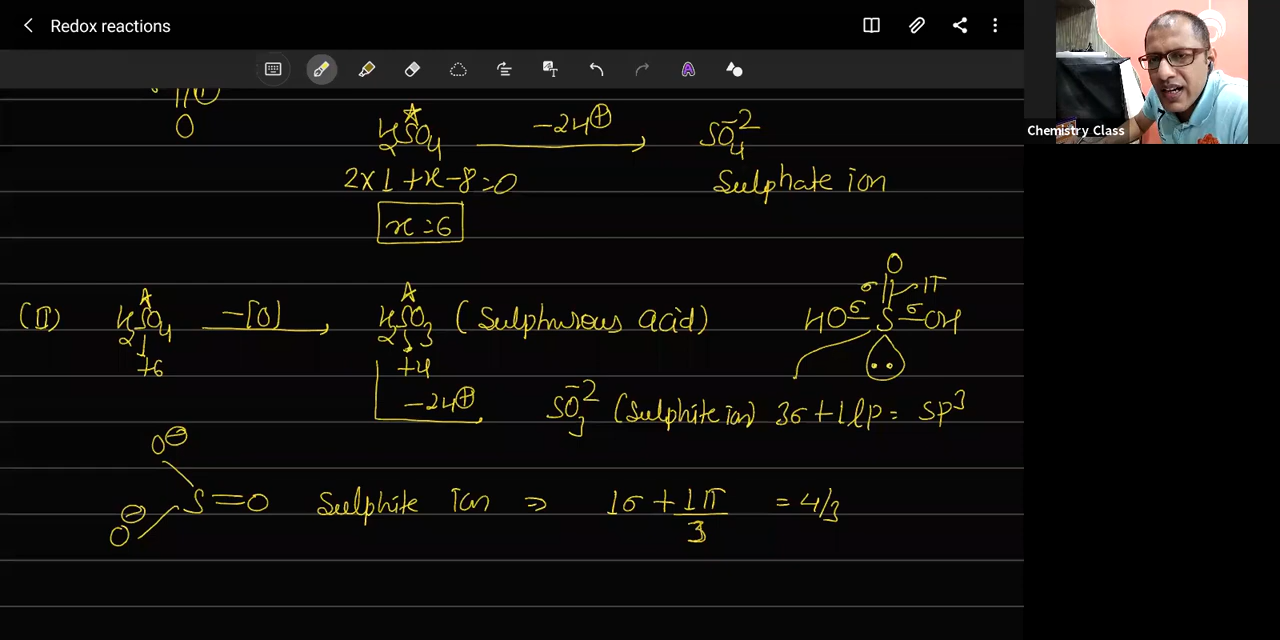 Redox reactions
Chemistry Class
O
H₂SO₄ —2H⊕→ SO₄⁻²
2×1+x-8=0 Sulphate ion
x=6
O
(II) H₂SO₄ -[O] H₂SO₃ (Sulphurous acid) HO-S-OH
σ 1π
σ σ
+6 +4
-2H⊕ SO₃⁻² (Sulphite ion) 3σ+1lp = sp³
O⊖
⊖O S=O Sulphite Ion ⇒ 1σ + 1π/3 = 4/3